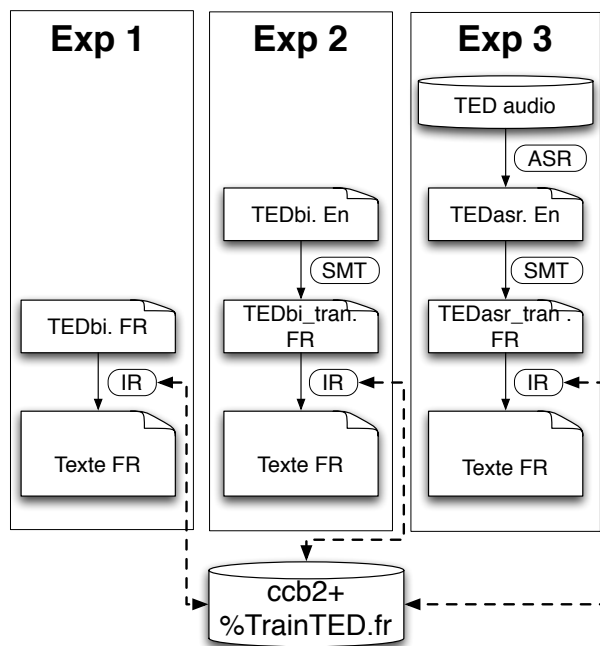 Exp 1
TEDbi. FR
IR
Texte FR
Exp 2
TEDbi. En
SMT
TEDbi_tran.
FR
IR
Texte FR
Exp 3
TED audio
ASR
TEDasr. En
SMT
TEDasr_tran .
FR
IR
Texte FR
ccb2+
%TrainTED.fr